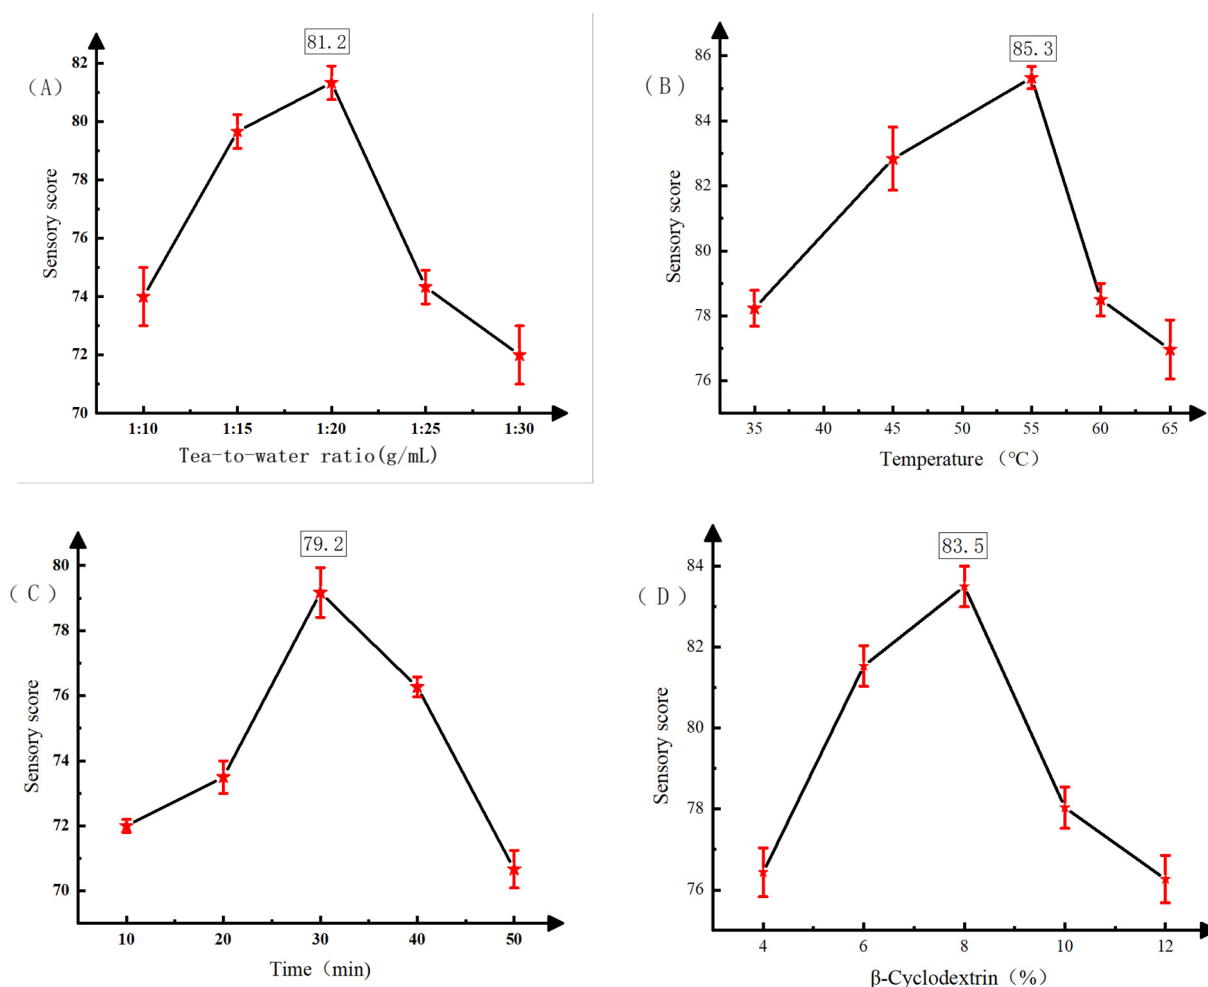 (A)
81.2
82
80
78
76
74
72
70
Sensory score
1:10 1:15 1:20 1:25 1:30
Tea-to-water ratio(g/mL)
(B)
85.3
86
84
82
80
78
76
Sensory score
35 40 45 50 55 60 65
Temperature （℃）
(C)
79.2
80
78
76
74
72
70
Sensory score
10 20 30 40 50
Time（min)
(D)
83.5
84
82
80
78
76
Sensory score
4 6 8 10 12
β-Cyclodextrin（%）